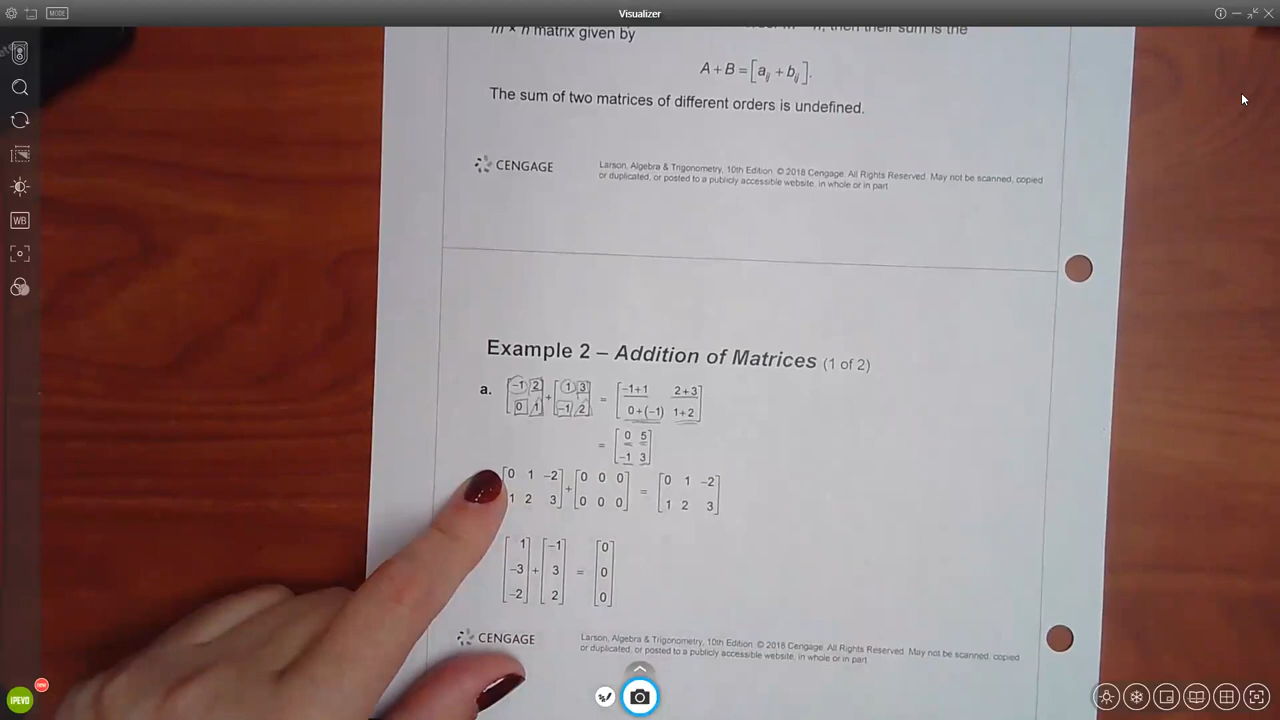 MODE
Visualizer
m × n matrix given by
then their sum is the
A + B = [aij + bij].
The sum of two matrices of different orders is undefined.
CENGAGE
Larson, Algebra & Trigonometry, 10th Edition. © 2018 Cengage. All Rights Reserved. May not be scanned, copied
or duplicated, or posted to a publicly accessible website, in whole or in part
Example 2 – Addition of Matrices (1 of 2)
a. [−1 2 + [1 3 = [−1+1 2+3]
0 1] −1 2] 0+(−1) 1+2
= [0 5]
−1 3
[0 1 −2] + [0 0 0] = [0 1 −2]
1 2 3 0 0 0 1 2 3
[1] + [−1] = [0]
−3 3 0
−2 2 0
CENGAGE
Larson, Algebra & Trigonometry, 10th Edition. © 2018 Cengage. All Rights Reserved. May not be scanned, copied
or duplicated, or posted to a publicly accessible website, in whole or in part
WB
IPEVO
new